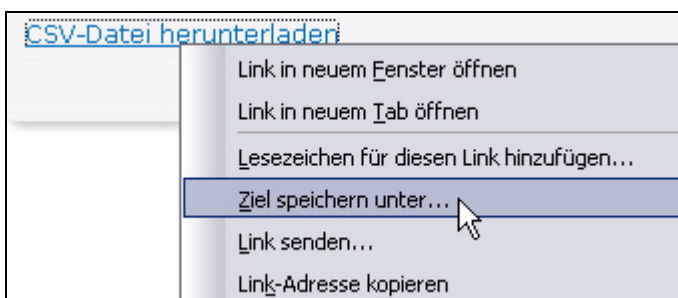 CSV-Datei herunterladen
Link in neuem Fenster öffnen
Link in neuem Tab öffnen
Lesezeichen für diesen Link hinzufügen...
Ziel speichern unter...
Link senden...
Link-Adresse kopieren